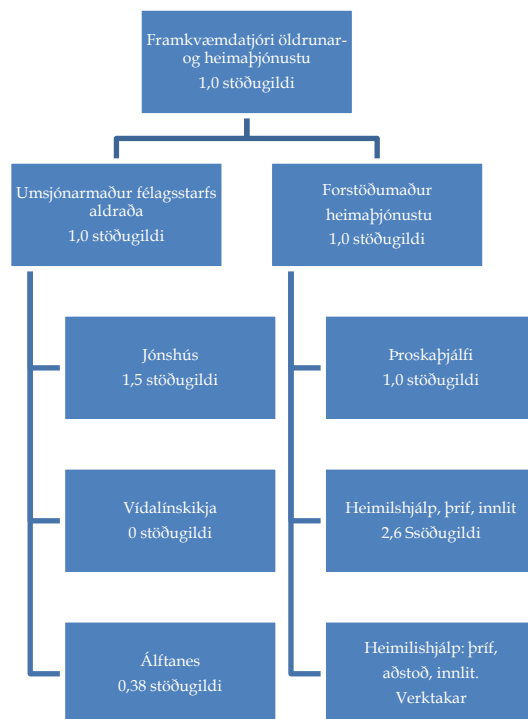 Framkvæmdatjóri öldrunar-
og heimaþjónustu
1,0 stöðugildi
Umsjónarmaður félagsstarfs
aldraða
1,0 stöðugildi
Jónshús
1,5 stöðugildi
Vídalínskikja
0 stöðugildi
Álftanes
0,38 stöðugildi
Forstöðumaður
heimaþjónustu
1,0 stöðugildi
Þroskaþjálfi
1,0 stöðugildi
Heimilshjálp, þrif, innlit
2,6 Ssöðugildi
Heimilishjálp: þríf,
aðstoð, innlit.
Verktakar